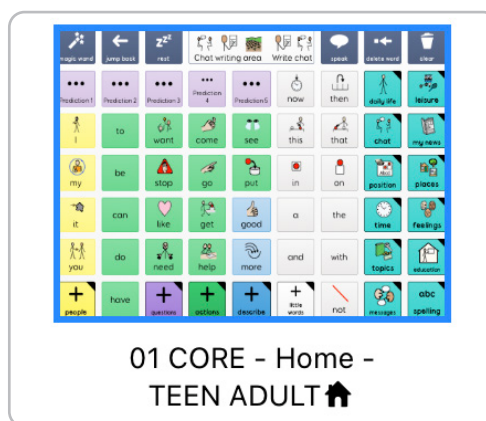 magic wand jump back rest Chat writing area Write chat speak delete word clear
Prediction 1 Prediction 2 Prediction 3 Prediction 4 Prediction 5 now then daily life leisure
I to want come see this that chat my news
my be stop go put in on position places
it can like get good a the time feelings
you do need help more and with topics education
people have questions actions describe little words not messages abc spelling
01 CORE - Home -
TEEN ADULT